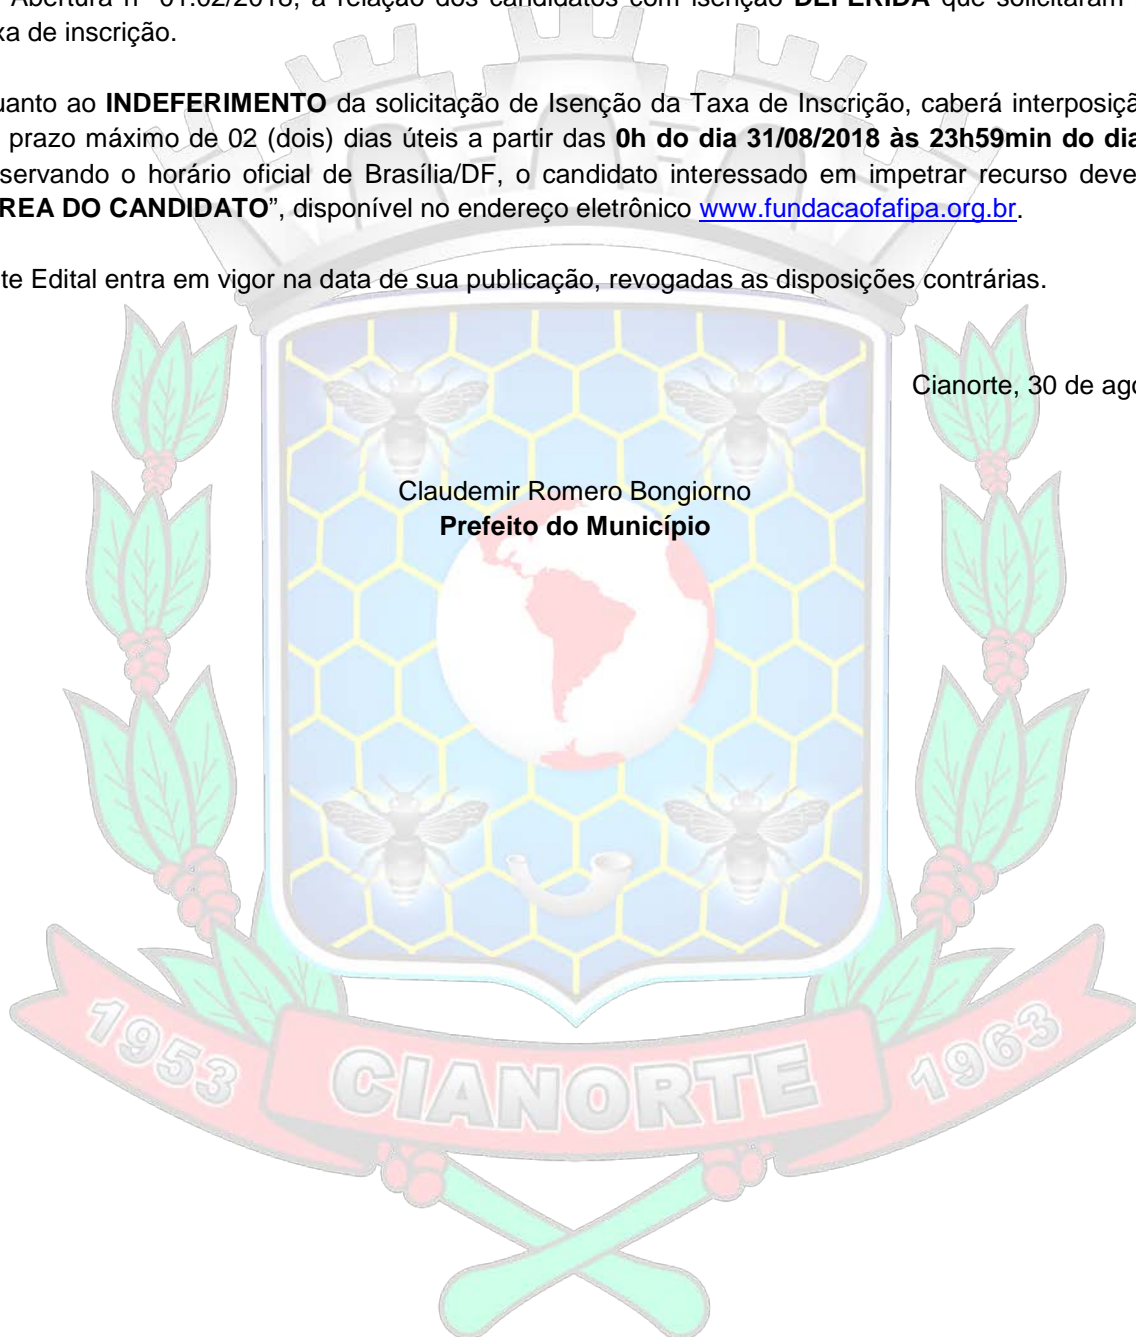 Abertura nº 01.02/2018, a relação dos candidatos com isenção DEFERIDA que solicitaram
xa de inscrição.
uanto ao INDEFERIMENTO da solicitação de Isenção da Taxa de Inscrição, caberá interposiçã
prazo máximo de 02 (dois) dias úteis a partir das 0h do dia 31/08/2018 às 23h59min do dia
servando o horário oficial de Brasília/DF, o candidato interessado em impetrar recurso deve
REA DO CANDIDATO”, disponível no endereço eletrônico www.fundacaofafipa.org.br.
te Edital entra em vigor na data de sua publicação, revogadas as disposições contrárias.
Cianorte, 30 de ago
Claudemir Romero Bongiorno
Prefeito do Município
1953
CIANORTE
1963